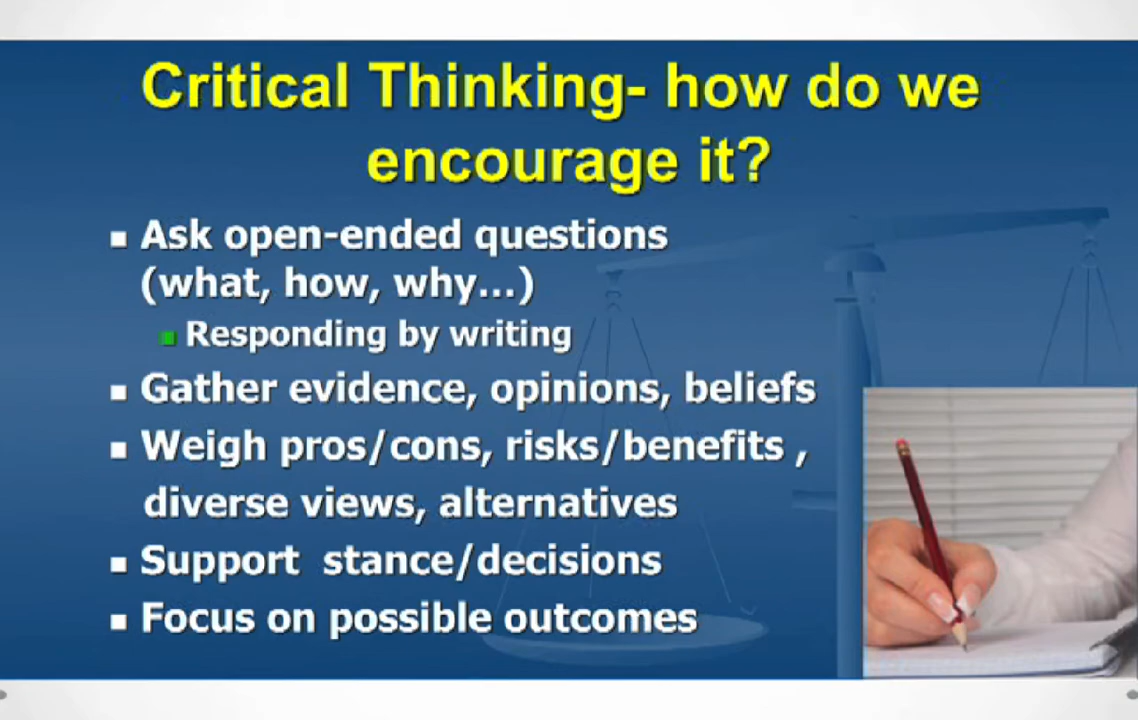 Critical Thinking- how do we
encourage it?
Ask open-ended questions
(what, how, why...)
Responding by writing
Gather evidence, opinions, beliefs
Weigh pros/cons, risks/benefits ,
diverse views, alternatives
Support stance/decisions
Focus on possible outcomes